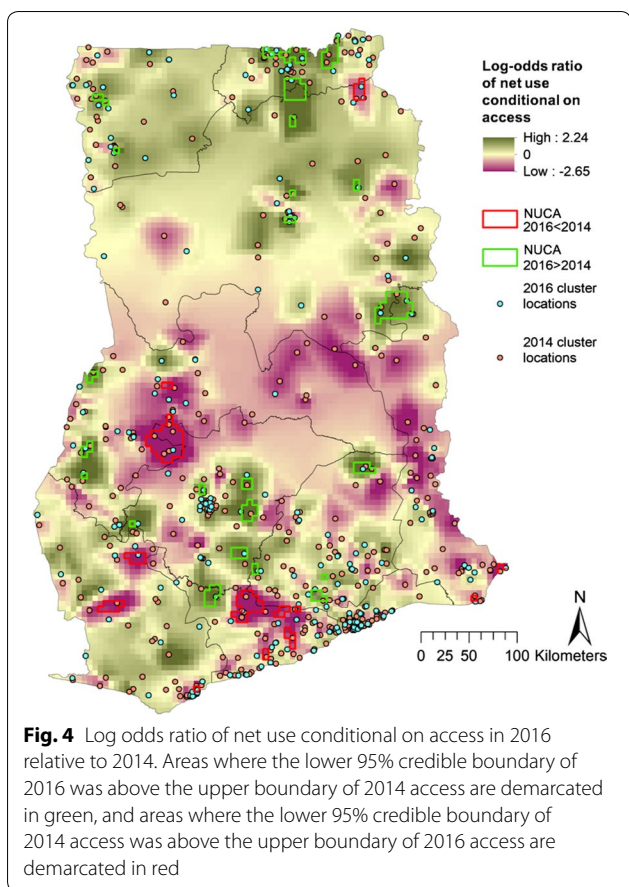 Log-odds ratio
of net use
conditional on
access
High : 2.24
0
Low : -2.65
NUCA
2016<2014
NUCA
2016>2014
2016 cluster
locations
2014 cluster
locations
N
0 25 50 100 Kilometers
Fig. 4 Log odds ratio of net use conditional on access in 2016
relative to 2014. Areas where the lower 95% credible boundary of
2016 was above the upper boundary of 2014 access are demarcated
in green, and areas where the lower 95% credible boundary of
2014 access was above the upper boundary of 2016 access are
demarcated in red